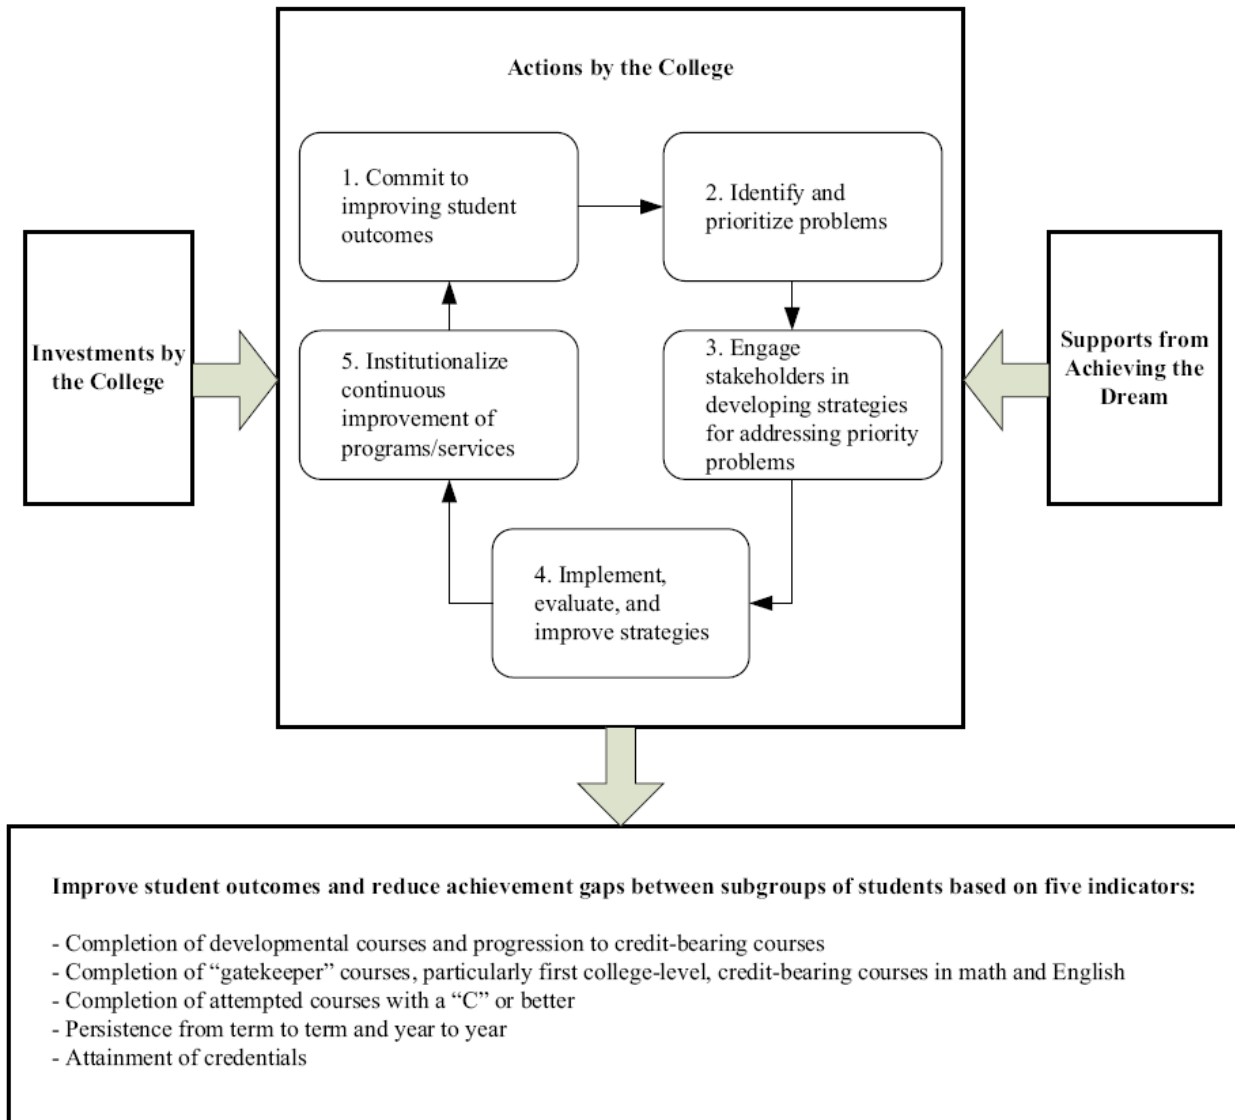 Actions by the College
1. Commit to
improving student
outcomes
2. Identify and
prioritize problems
Investments by
the College
5. Institutionalize
continuous
improvement of
programs/services
3. Engage
stakeholders in
developing strategies
for addressing priority
problems
Supports from
Achieving the
Dream
4. Implement,
evaluate, and
improve strategies
Improve student outcomes and reduce achievement gaps between subgroups of students based on five indicators:
- Completion of developmental courses and progression to credit-bearing courses
- Completion of “gatekeeper” courses, particularly first college-level, credit-bearing courses in math and English
- Completion of attempted courses with a “C” or better
- Persistence from term to term and year to year
- Attainment of credentials